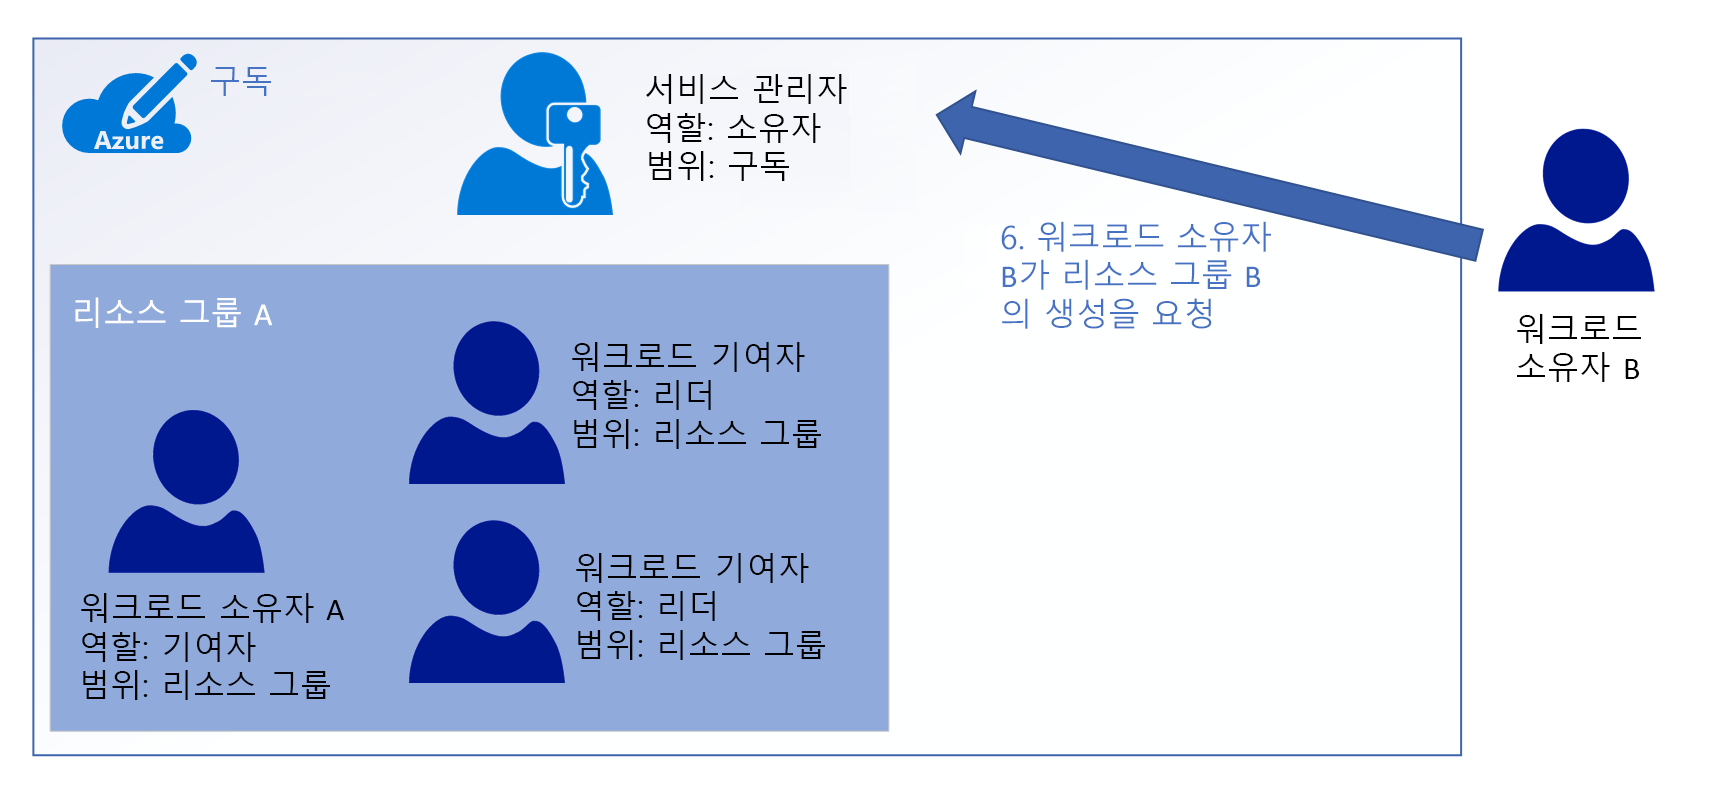 Azure
구독
서비스 관리자
역할: 소유자
범위: 구독
6. 워크로드 소유자
B가 리소스 그룹 B
의 생성을 요청
워크로드
소유자 B
리소스 그룹 A
워크로드 기여자
역할: 리더
범위: 리소스 그룹
워크로드 기여자
역할: 리더
범위: 리소스 그룹
워크로드 소유자 A
역할: 기여자
범위: 리소스 그룹